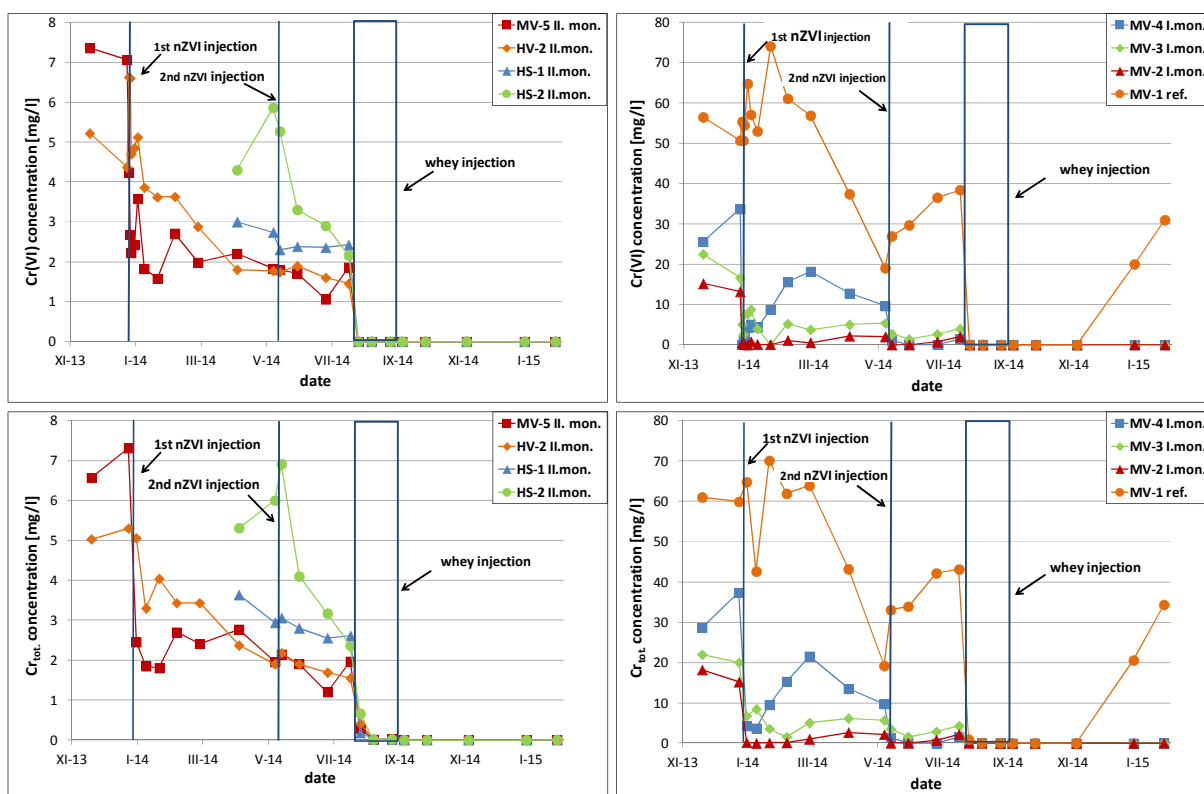 8
7
6
5
4
3
2
1
0
Cr(VI) concentration [mg/l]
1st nZVI injection
2nd nZVI injection
whey injection
MV-5 II. mon.
HV-2 II.mon.
HS-1 II.mon.
HS-2 II.mon.
XI-13 I-14 III-14 V-14 VII-14 IX-14 XI-14 I-15
date
80
70
60
50
40
30
20
10
0
Cr(VI) concentration [mg/l]
1st nZVI injection
2nd nZVI injection
whey injection
MV-4 I.mon.
MV-3 I.mon.
MV-2 I.mon.
MV-1 ref.
XI-13 I-14 III-14 V-14 VII-14 IX-14 XI-14 I-15
date
8
7
6
5
4
3
2
1
0
Cr tot. concentration [mg/l]
1st nZVI injection
2nd nZVI injection
whey injection
MV-5 II. mon.
HV-2 II.mon.
HS-1 II.mon.
HS-2 II.mon.
XI-13 I-14 III-14 V-14 VII-14 IX-14 XI-14 I-15
date
80
70
60
50
40
30
20
10
0
Cr tot. concentration [mg/l]
1st nZVI injection
2nd nZVI injection
whey injection
MV-4 I.mon.
MV-3 I.mon.
MV-2 I.mon.
MV-1 ref.
XI-13 I-14 III-14 V-14 VII-14 IX-14 XI-14 I-15
date